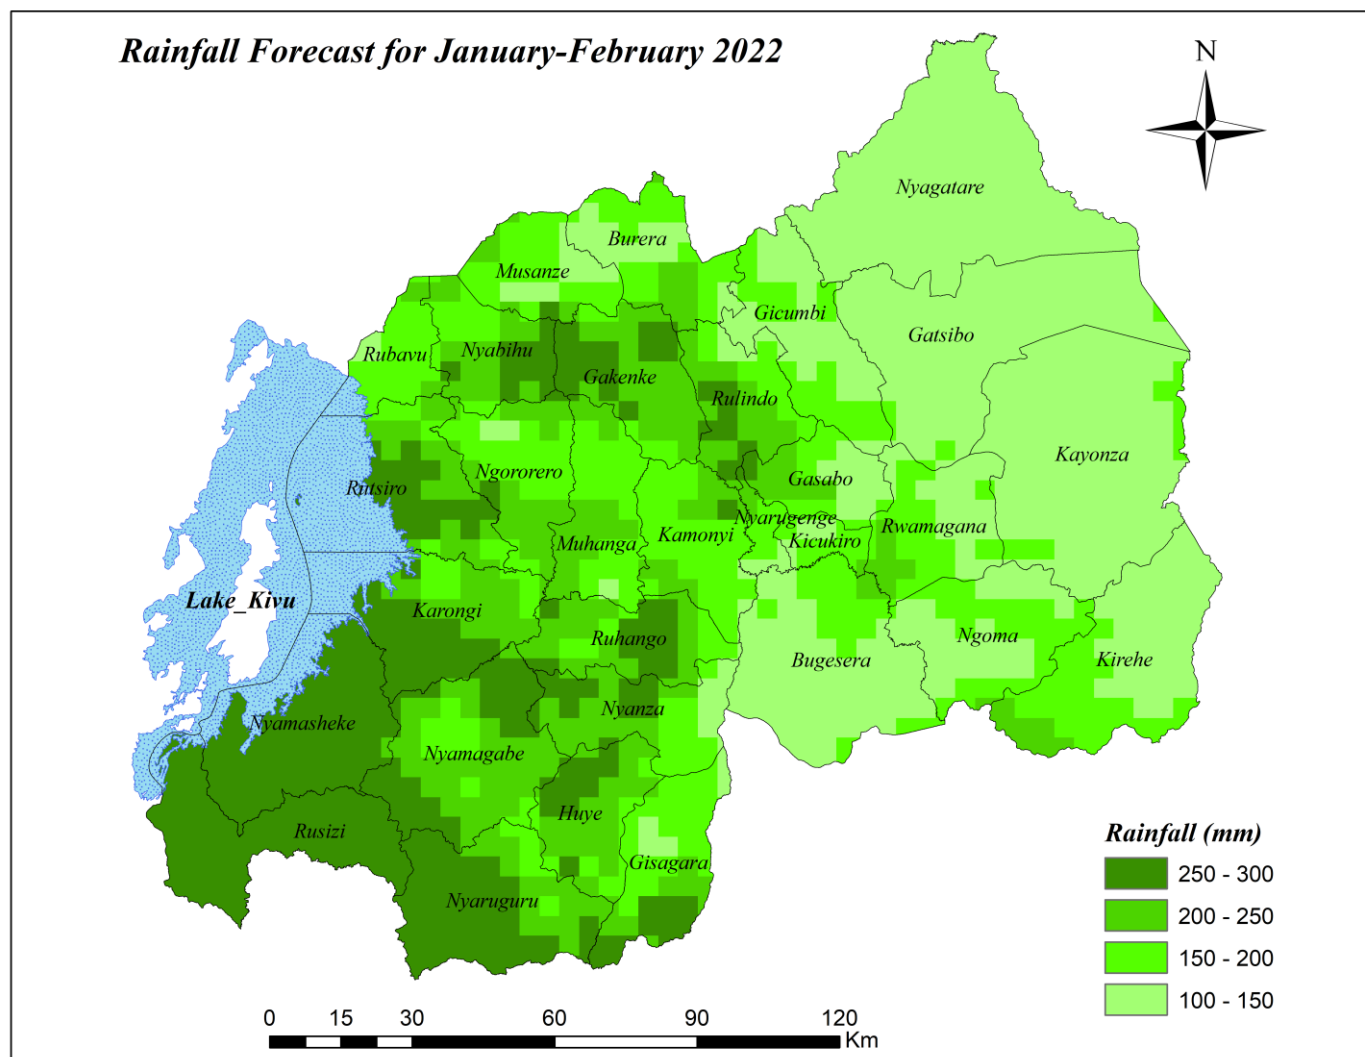 Rainfall Forecast for January-February 2022
N
Nyagatare
Burera
Musanze
Gicumbi
Gatsibo
Rubavu
Nyabihu
Gakenke
Rulindo
Kayonza
Ngororero
Gasabo
Rutsiro
Nyarugenge
Rwamagana
Kamonyi
Kicukiro
Muhanga
Lake_Kivu
Karongi
Ruhango
Ngoma
Bugesera
Kirehe
Nyamasheke
Nyanza
Nyamagabe
Huye
Rusizi
Gisagara
Nyaruguru
Rainfall (mm)
250 - 300
200 - 250
150 - 200
100 - 150
0 15 30 60 90 120
Km